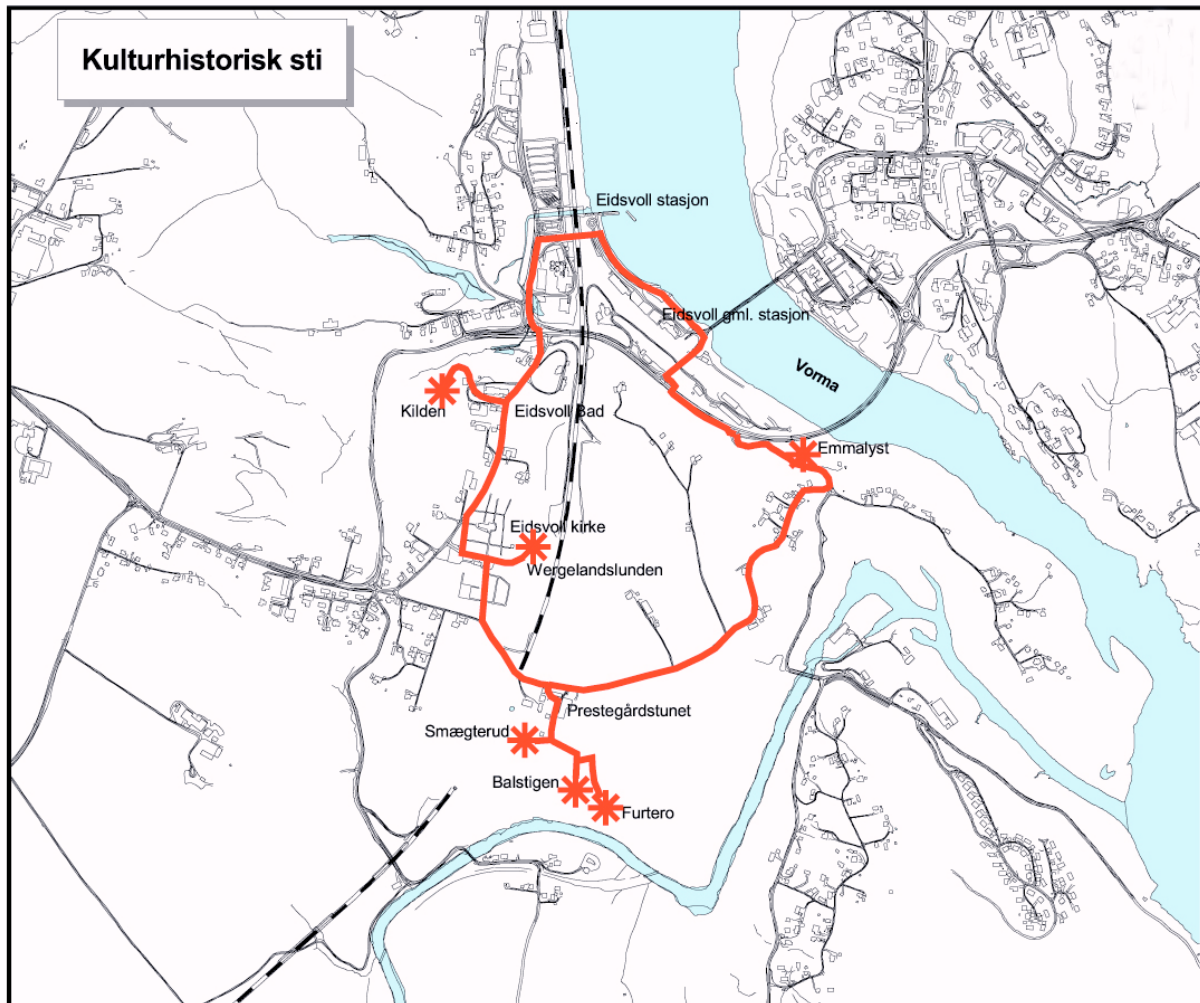 Kulturhistorisk sti
Eidsvoll stasjon
Eidsvoll gml. stasjon
Vorma
Kilden
Eidsvoll Bad
Emmalyst
Eidsvoll kirke
Wergelandslunden
Prestegårdstunet
Smægterud
Balstigen
Furtero